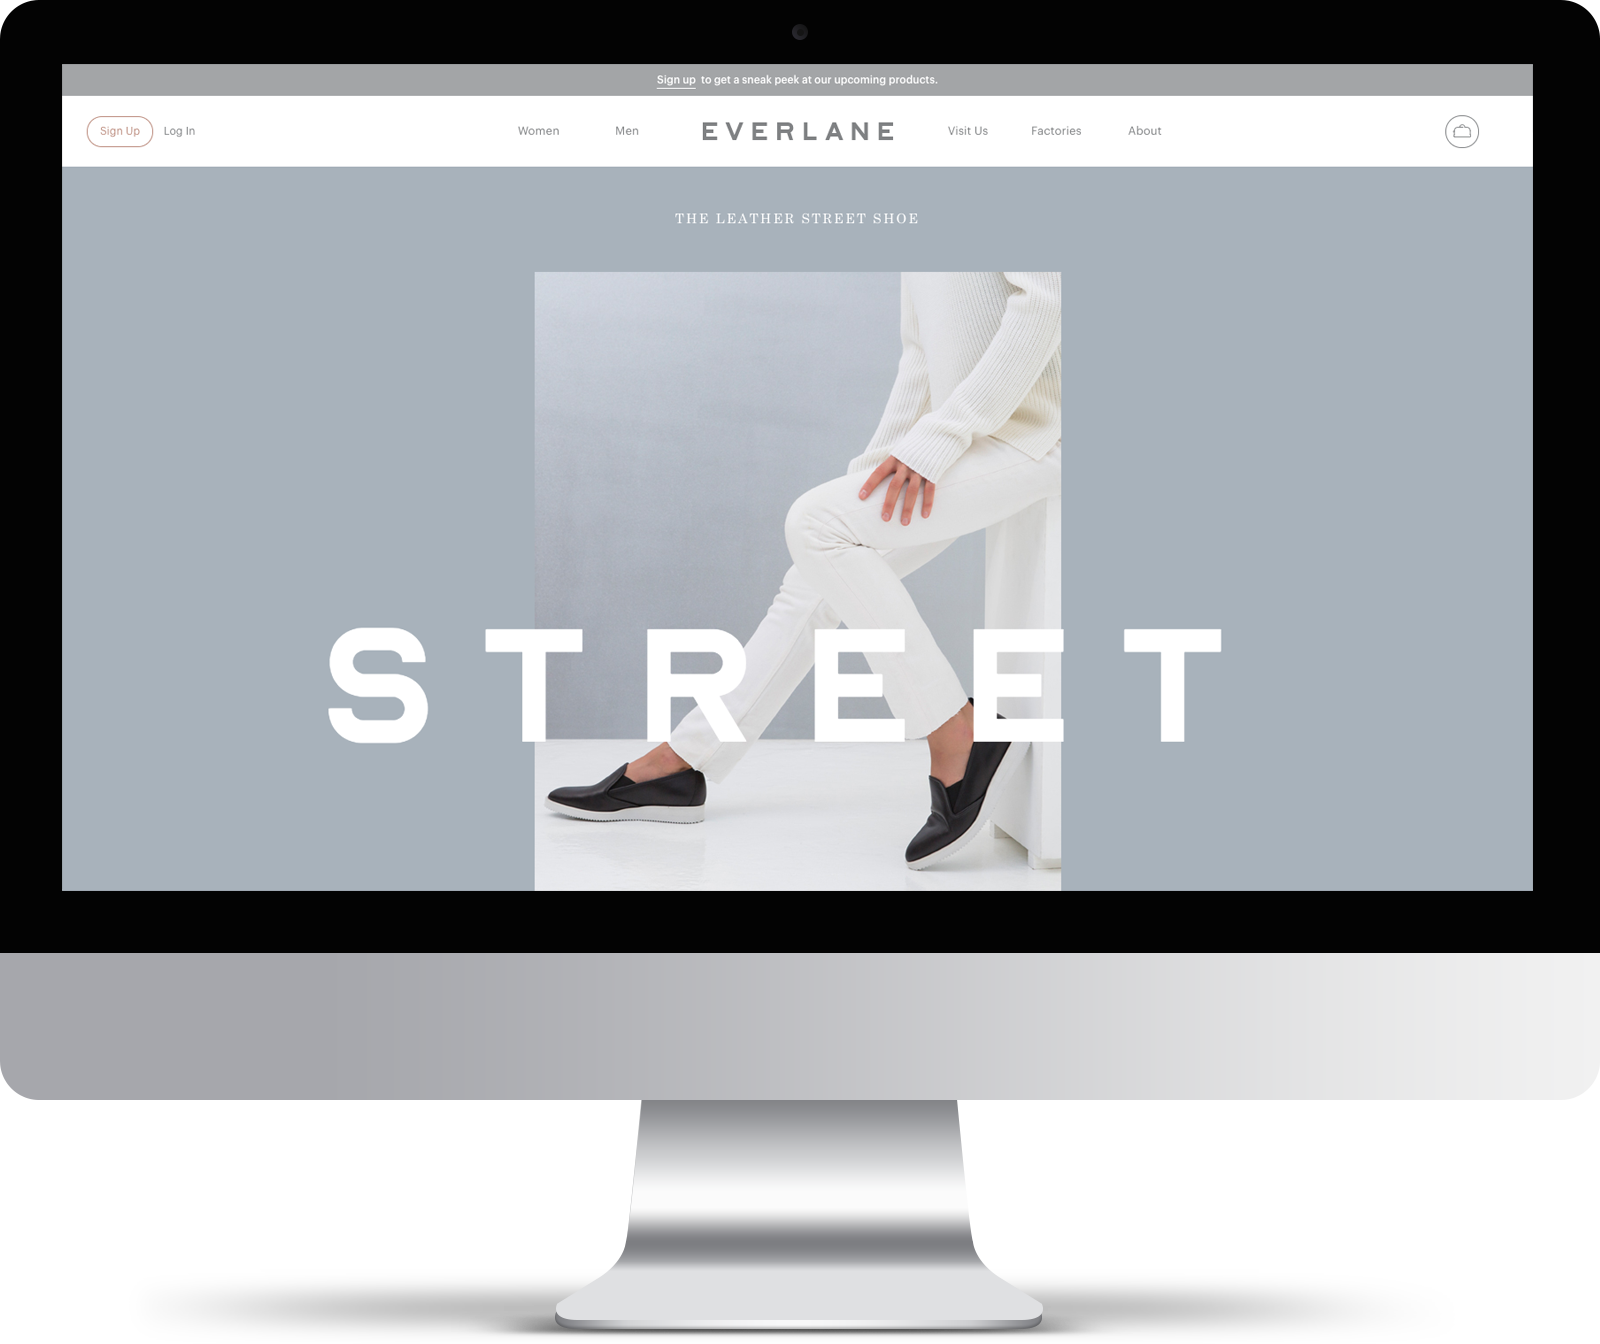 Sign up to get a sneak peek at our upcoming products.
Sign Up Log In Women Men EVERLANE Visit Us Factories About
THE LEATHER STREET SHOE
STREET